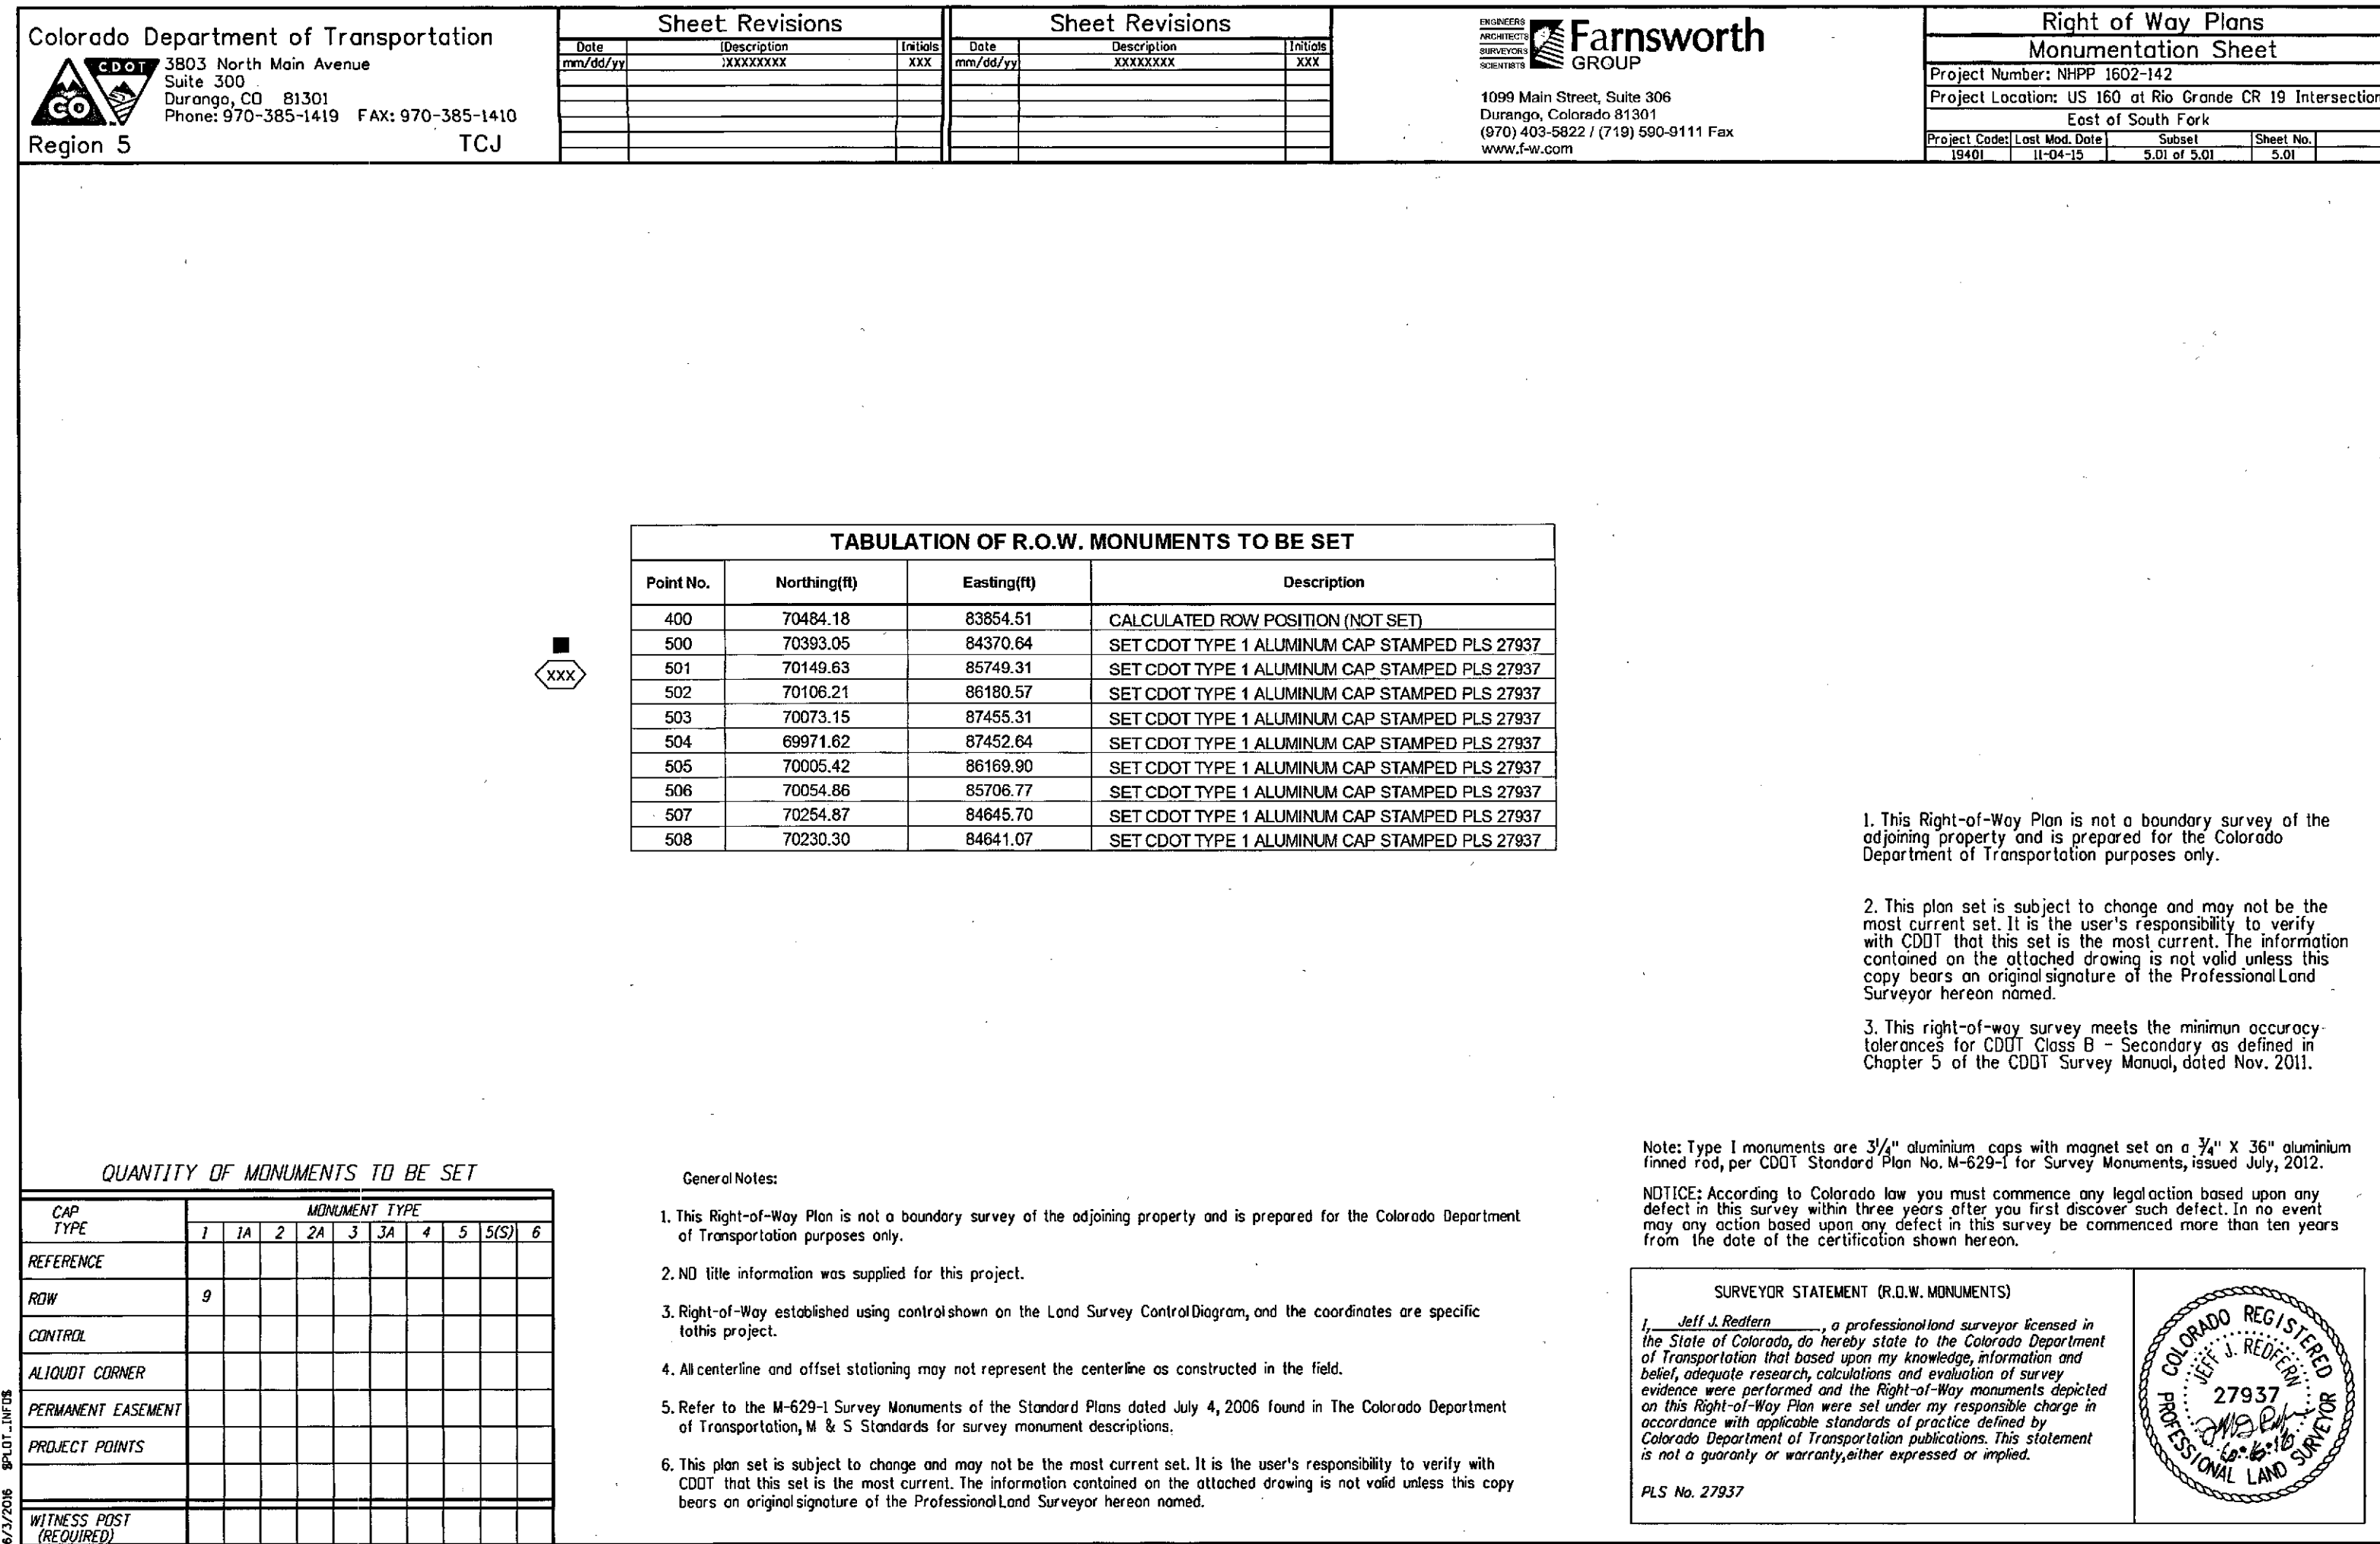 Colorado Department of Transportation
CDOT
CO
3803 North Main Avenue
Suite 300
Durango, CO 81301
Phone: 970-385-1419 FAX: 970-385-1410
Region 5 TCJ
Sheet Revisions
Date Description Initials
mm/dd/yy XXXXXXXX XXX
Sheet Revisions
Date Description Initials
mm/dd/yy XXXXXXXX XXX
ENGINEERS
ARCHITECTS
SURVEYORS
SCIENTISTS
Farnsworth
GROUP
1099 Main Street, Suite 306
Durango, Colorado 81301
(970) 403-5822 / (719) 590-9111 Fax
www.f-w.com
Right of Way Plans
Monumentation Sheet
Project Number: NHPP 1602-142
Project Location: US 160 at Rio Grande CR 19 Intersection
East of South Fork
Project Code: Last Mod. Date Subset Sheet No.
19401 11-04-15 5.01 of 5.01 5.01
TABULATION OF R.O.W. MONUMENTS TO BE SET
Point No. Northing(ft) Easting(ft) Description
400 70484.18 83854.51 CALCULATED ROW POSITION (NOT SET)
500 70393.05 84370.64 SET CDOT TYPE 1 ALUMINUM CAP STAMPED PLS 27937
501 70149.63 85749.31 SET CDOT TYPE 1 ALUMINUM CAP STAMPED PLS 27937
502 70106.21 86180.57 SET CDOT TYPE 1 ALUMINUM CAP STAMPED PLS 27937
503 70073.15 87455.31 SET CDOT TYPE 1 ALUMINUM CAP STAMPED PLS 27937
504 69971.62 87452.64 SET CDOT TYPE 1 ALUMINUM CAP STAMPED PLS 27937
505 70005.42 86169.90 SET CDOT TYPE 1 ALUMINUM CAP STAMPED PLS 27937
506 70054.86 85706.77 SET CDOT TYPE 1 ALUMINUM CAP STAMPED PLS 27937
507 70254.87 84645.70 SET CDOT TYPE 1 ALUMINUM CAP STAMPED PLS 27937
508 70230.30 84641.07 SET CDOT TYPE 1 ALUMINUM CAP STAMPED PLS 27937
XXX
1. This Right-of-Way Plan is not a boundary survey of the
adjoining property and is prepared for the Colorado
Department of Transportation purposes only.
2. This plan set is subject to change and may not be the
most current set. It is the user's responsibility to verify
with CDOT that this set is the most current. The information
contained on the attached drawing is not valid unless this
copy bears an original signature of the Professional Land
Surveyor hereon named.
3. This right-of-way survey meets the minimun accuracy
tolerances for CDOT Class B - Secondary as defined in
Chapter 5 of the CDOT Survey Manual, dated Nov. 2011.
Note: Type I monuments are 3 1/4" aluminium caps with magnet set on a 3/4" X 36" aluminium
finned rod, per CDOT Standard Plan No. M-629-1 for Survey Monuments, issued July, 2012.
NOTICE: According to Colorado law you must commence any legal action based upon any
defect in this survey within three years after you first discover such defect. In no event
may any action based upon any defect in this survey be commenced more than ten years
from the date of the certification shown hereon.
QUANTITY OF MONUMENTS TO BE SET
CAP TYPE MONUMENT TYPE
1 1A 2 2A 3 3A 4 5 5(S) 6
REFERENCE
ROW 9
CONTROL
ALIQUOT CORNER
PERMANENT EASEMENT
PROJECT POINTS
WITNESS POST
(REQUIRED)
General Notes:
1. This Right-of-Way Plan is not a boundary survey of the adjoining property and is prepared for the Colorado Department
of Transportation purposes only.
2. NO title information was supplied for this project.
3. Right-of-Way established using control shown on the Land Survey Control Diagram, and the coordinates are specific
tothis project.
4. All centerline and offset stationing may not represent the centerline as constructed in the field.
5. Refer to the M-629-1 Survey Monuments of the Standard Plans dated July 4, 2006 found in The Colorado Department
of Transportation, M & S Standards for survey monument descriptions.
6. This plan set is subject to change and may not be the most current set. It is the user's responsibility to verify with
CDOT that this set is the most current. The information contained on the attached drawing is not valid unless this copy
bears an original signature of the Professional Land Surveyor hereon named.
SURVEYOR STATEMENT (R.O.W. MONUMENTS)
I, Jeff J. Redfern, a professional land surveyor licensed in
the State of Colorado, do hereby state to the Colorado Department
of Transportation that based upon my knowledge, information and
belief, adequate research, calculations and evaluation of survey
evidence were performed and the Right-of-Way monuments depicted
on this Right-of-Way Plan were set under my responsible charge in
accordance with applicable standards of practice defined by
Colorado Department of Transportation publications. This statement
is not a guaranty or warranty, either expressed or implied.
PLS No. 27937
COLORADO REGISTERED
JEFF J. REDFERN
27937
PROFESSIONAL LAND SURVEYOR
6/3/2016 $PLOT_INFO$